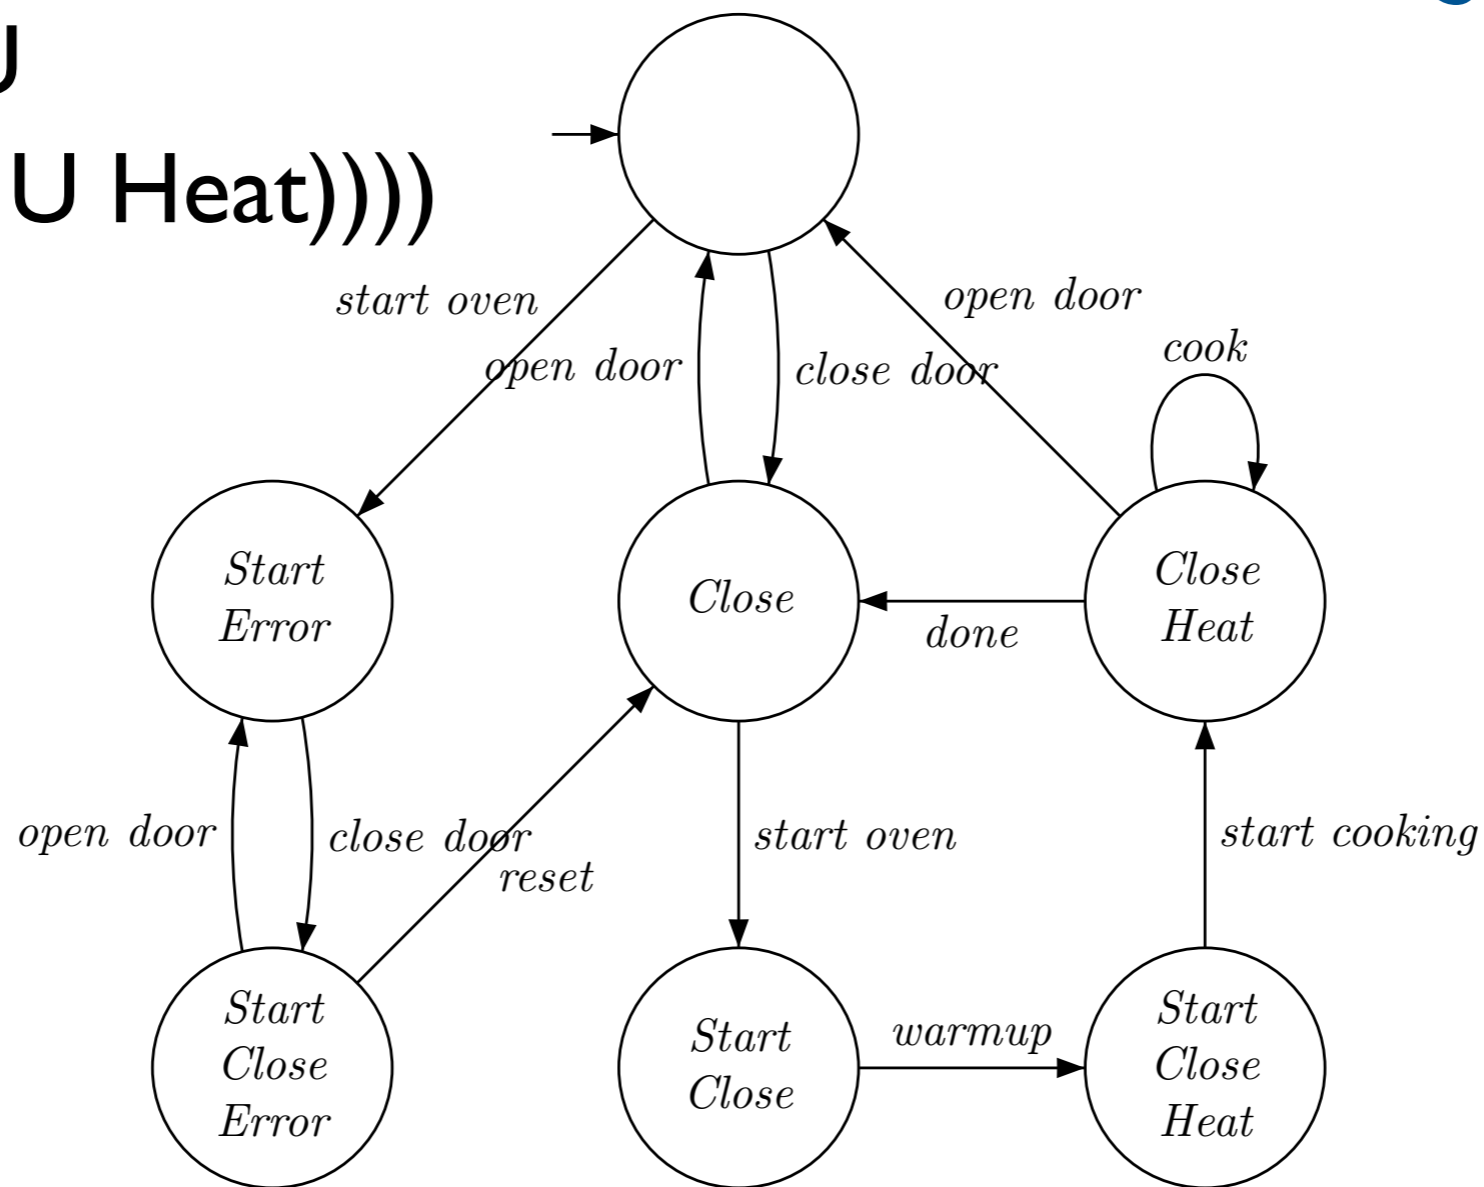 U
U Heat))))
start oven
open door
open door
close door
cook
Start
Error
Close
Close
Heat
done
open door
close door
reset
start oven
start cooking
Start
Close
Error
Start
Close
warmup
Start
Close
Heat